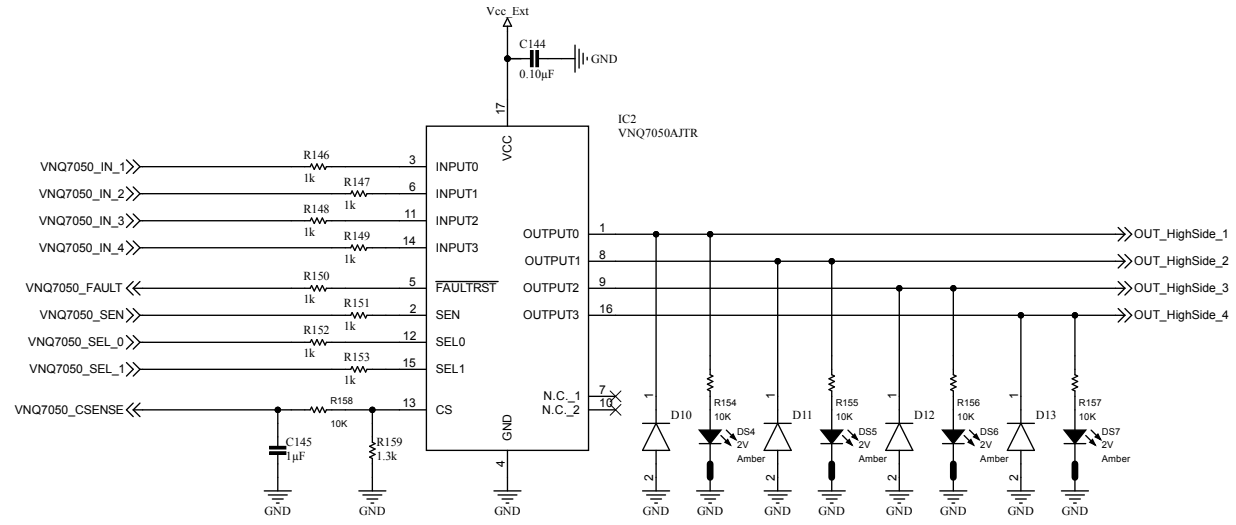 Vcc_Ext
C144
0.10µF
GND
17
VCC
IC2
VNQ7050AJTR
VNQ7050_IN_1
R146
1k
3
INPUT0
VNQ7050_IN_2
R147
1k
6
INPUT1
VNQ7050_IN_3
R148
1k
11
INPUT2
VNQ7050_IN_4
R149
1k
14
INPUT3
VNQ7050_FAULT
R150
1k
5
FAULTRST
VNQ7050_SEN
R151
1k
2
SEN
VNQ7050_SEL_0
R152
1k
12
SEL0
VNQ7050_SEL_1
R153
1k
15
SEL1
VNQ7050_CSENSE
R158
10K
13
CS
C145
1µF
R159
1.3k
GND
GND
GND
4
GND
OUTPUT0
1
OUT_HighSide_1
OUTPUT1
8
OUT_HighSide_2
OUTPUT2
9
OUT_HighSide_3
OUTPUT3
16
OUT_HighSide_4
N.C._1
7
N.C._2
10
1
D10
2
GND
R154
10K
DS4
2V
Amber
GND
1
D11
2
GND
R155
10K
DS5
2V
Amber
GND
1
D12
2
GND
R156
10K
DS6
2V
Amber
GND
1
D13
2
GND
R157
10K
DS7
2V
Amber
GND